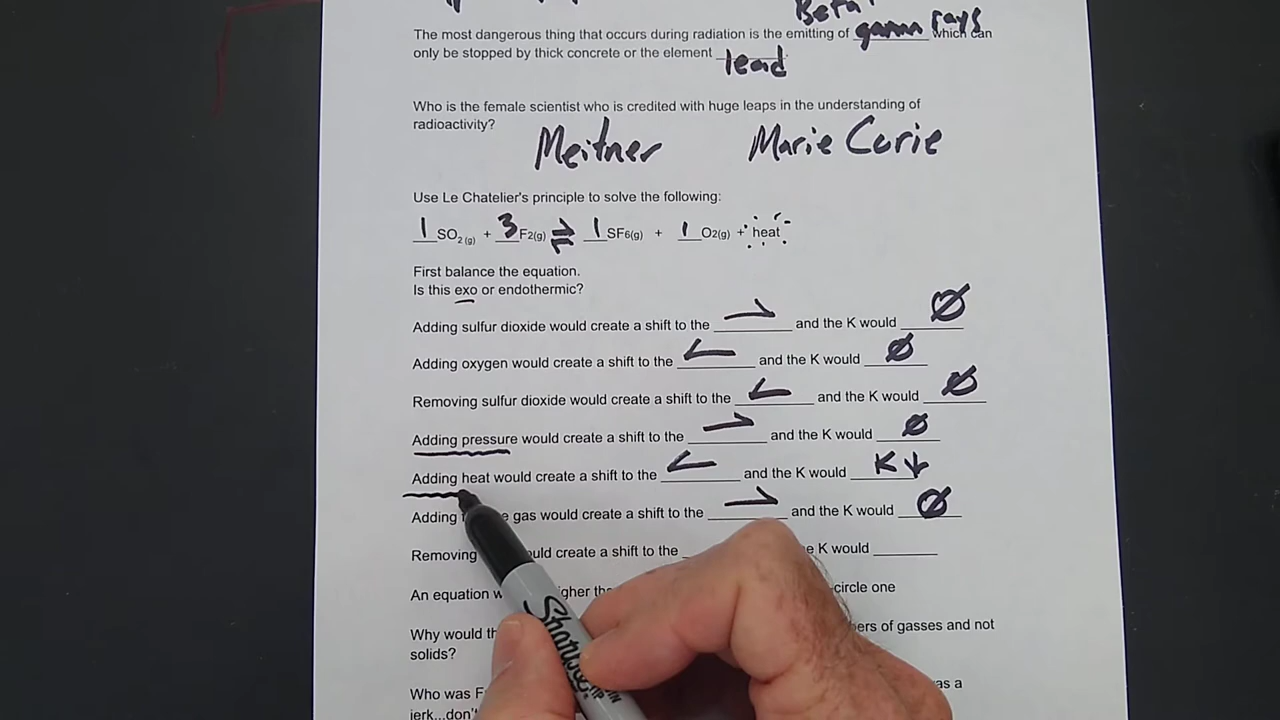 Beta
The most dangerous thing that occurs during radiation is the emitting of gamm rays which can
only be stopped by thick concrete or the element lead.
Who is the female scientist who is credited with huge leaps in the understanding of
radioactivity?
Meitner Marie Curie
Use Le Chatelier's principle to solve the following:
1 SO2 (g) + 3 F2(g) ⇌ 1 SF6(g) + 1 O2(g) + heat
First balance the equation.
Is this exo or endothermic?
Adding sulfur dioxide would create a shift to the → and the K would Ø
Adding oxygen would create a shift to the ← and the K would Ø
Removing sulfur dioxide would create a shift to the ← and the K would Ø
Adding pressure would create a shift to the → and the K would Ø
Adding heat would create a shift to the ← and the K would K ↓
Adding gas would create a shift to the → and the K would Ø
Removing would create a shift to the K would
An equation circle one
Why would of gasses and not
solids?
Who was as a
jerk...don't
Sharpie